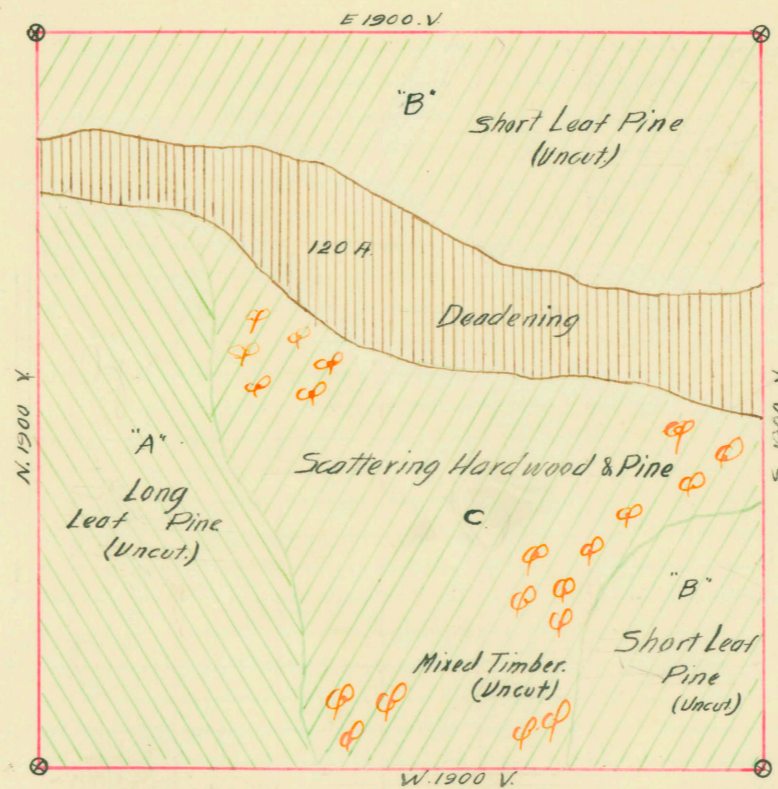 E 1900. V.
"B"
Short Leaf Pine
(Uncut.)
120 A.
Deadening
N. 1900 V.
S. 1900 V.
"A"
Long
Leaf Pine
(Uncut.)
Scattering Hardwood & Pine
C
"B"
Short Leaf
Pine
(Uncut)
Mixed Timber.
(Uncut)
W. 1900 V.